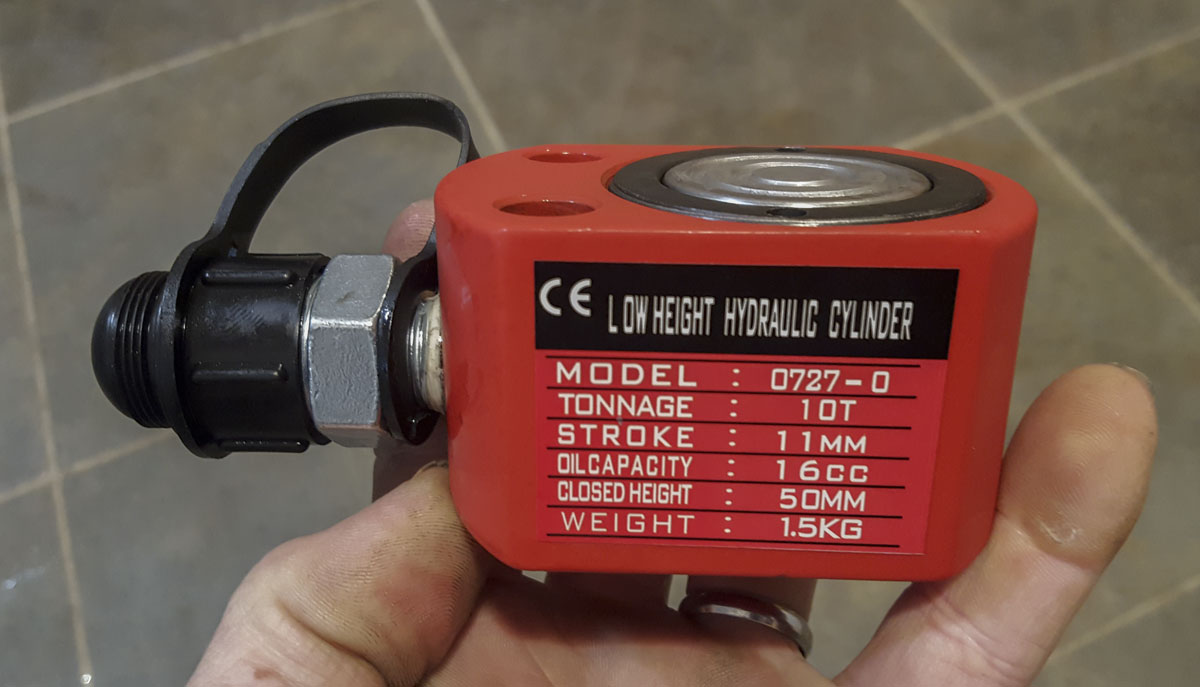 CE LOW HEIGHT HYDRAULIC CYLINDER
MODEL : 0727-0
TONNAGE : 10T
STROKE : 11MM
OILCAPACITY : 16CC
CLOSED HEIGHT : 50MM
WEIGHT : 1.5KG